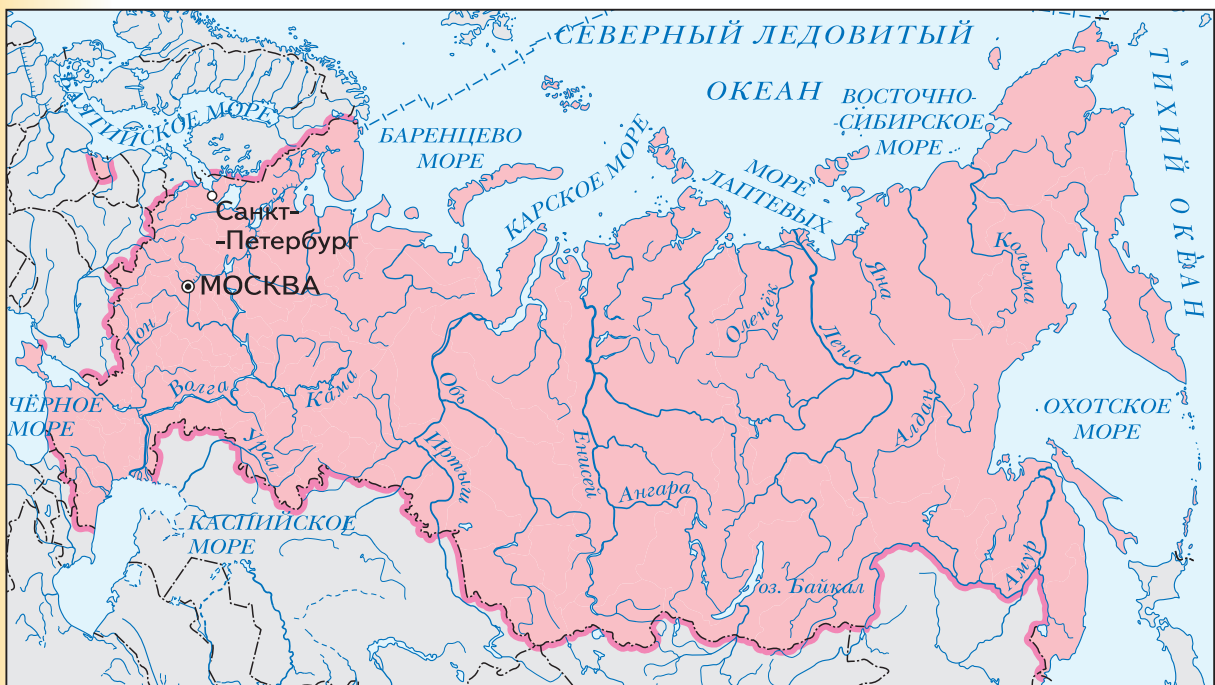 СЕВЕРНЫЙ ЛЕДОВИТЫЙ
ОКЕАН
ТИХИЙ ОКЕАН
БАЛТИЙСКОЕ МОРЕ
БАРЕНЦЕВО
МОРЕ
КАРСКОЕ МОРЕ
МОРЕ
ЛАПТЕВЫХ
ВОСТОЧНО-
-СИБИРСКОЕ
МОРЕ
Санкт-
-Петербург
МОСКВА
Дон
Волга
Кама
Урал
Обь
Иртыш
Енисей
Ангара
Оленёк
Лена
Яна
Колыма
Алдан
Амур
оз. Байкал
ЧЁРНОЕ
МОРЕ
КАСПИЙСКОЕ
МОРЕ
ОХОТСКОЕ
МОРЕ